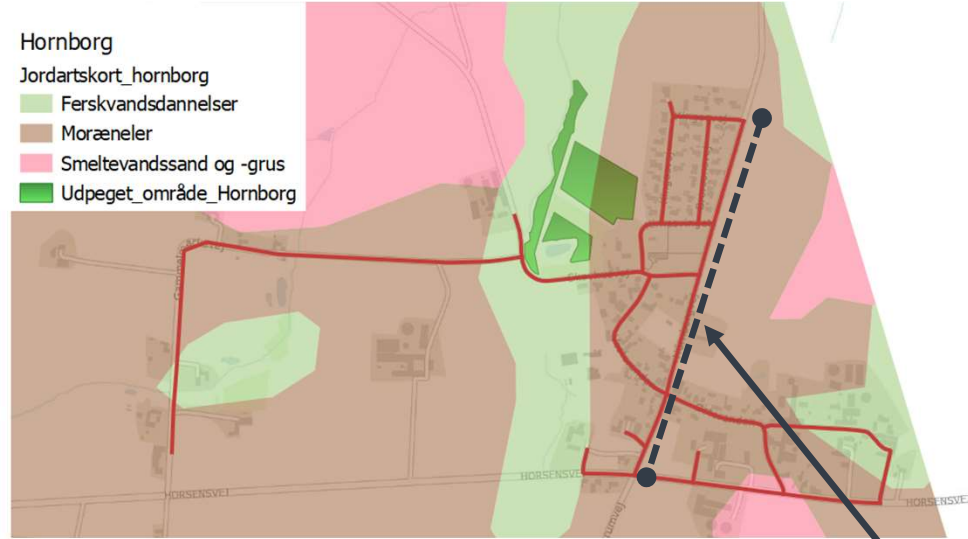 Hornborg
Jordartskort_hornborg
Ferskvandsdannelser
Moræneler
Smeltevandssand og -grus
Udpeget_område_Hornborg
HORSENSVEJ
HORSENSVEJ
HORSENSVEJ